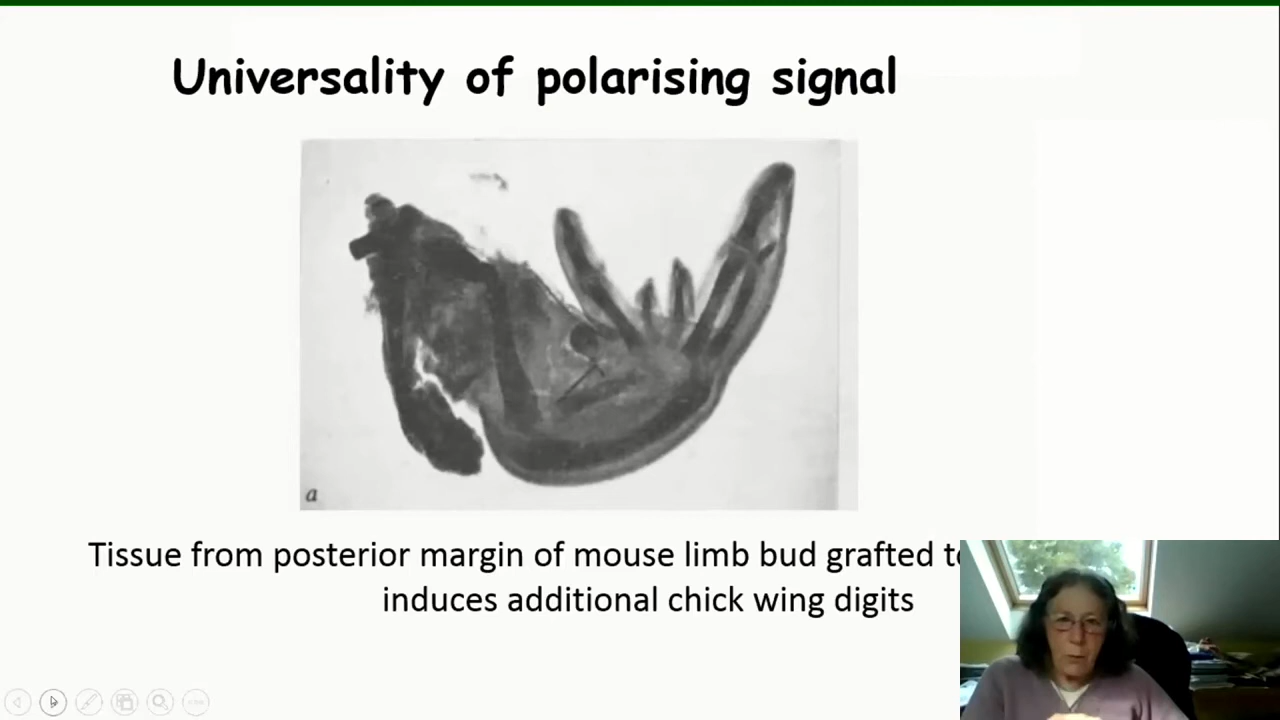 Universality of polarising signal
a
Tissue from posterior margin of mouse limb bud grafted
induces additional chick wing digits